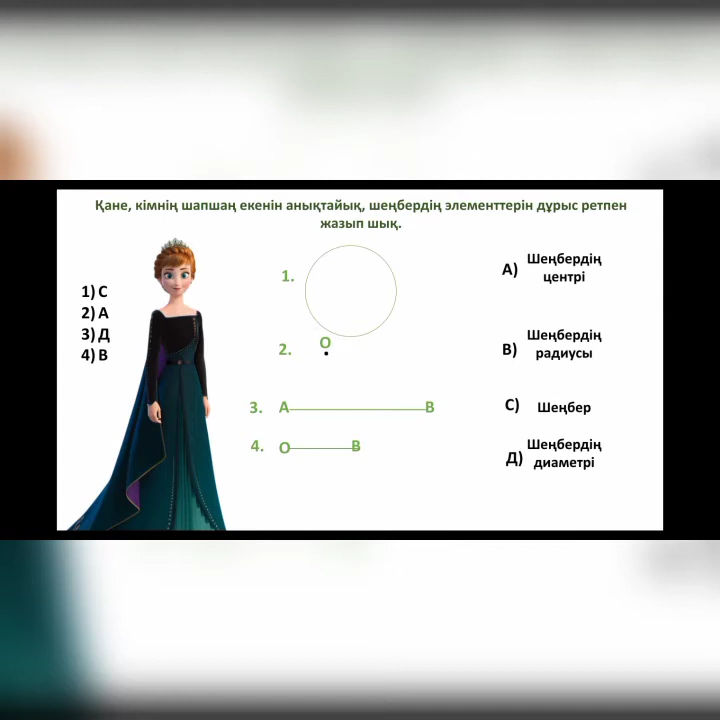 Қане, кімнің шапшаң екенін анықтайық, шеңбердің элементтерін дұрыс ретпен
жазып шық.
1) С
2) А
3) Д
4) В
1.
2. О
3. А В
4. О В
А) Шеңбердің
центрі
В) Шеңбердің
радиусы
С) Шеңбер
Д) Шеңбердің
диаметрі